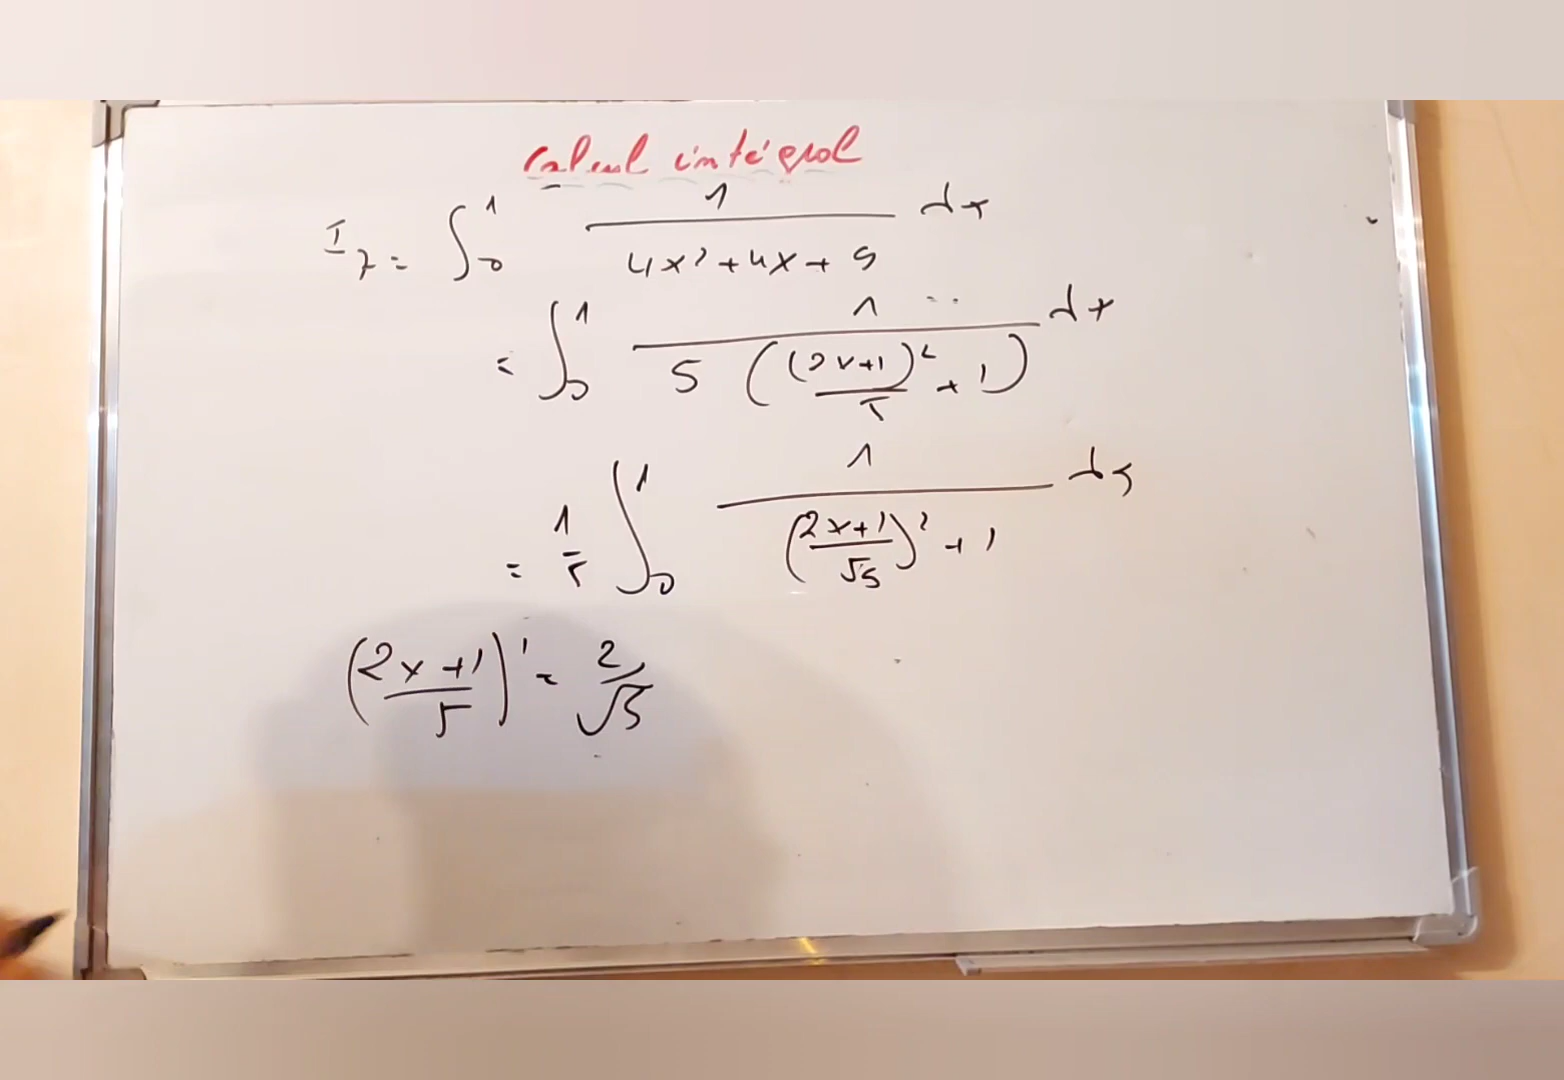 Calcul intégral
I₇ = ∫₀¹ 1/(4x²+4x+5) dx
= ∫₀¹ 1/(5((2x+1)²/5 + 1)) dx
= 1/5 ∫₀¹ 1/(((2x+1)/√5)² + 1) dx
((2x+1)/5)' = 2/√5